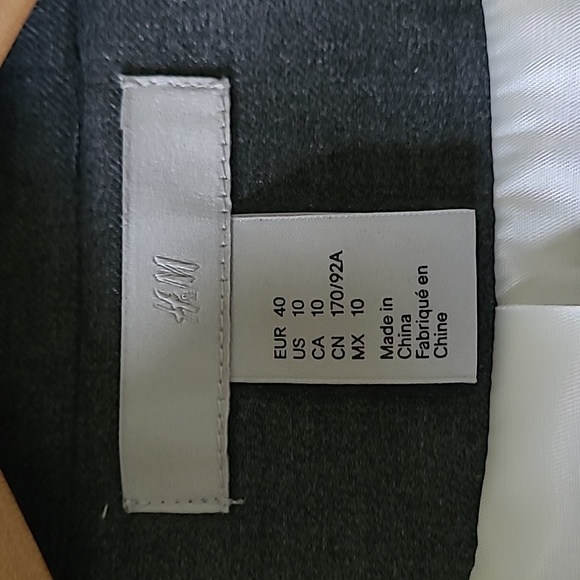 H&M
EUR 40
US 10
CA 10
CN 170/92A
MX 10
Made in
China
Fabriqué en
Chine